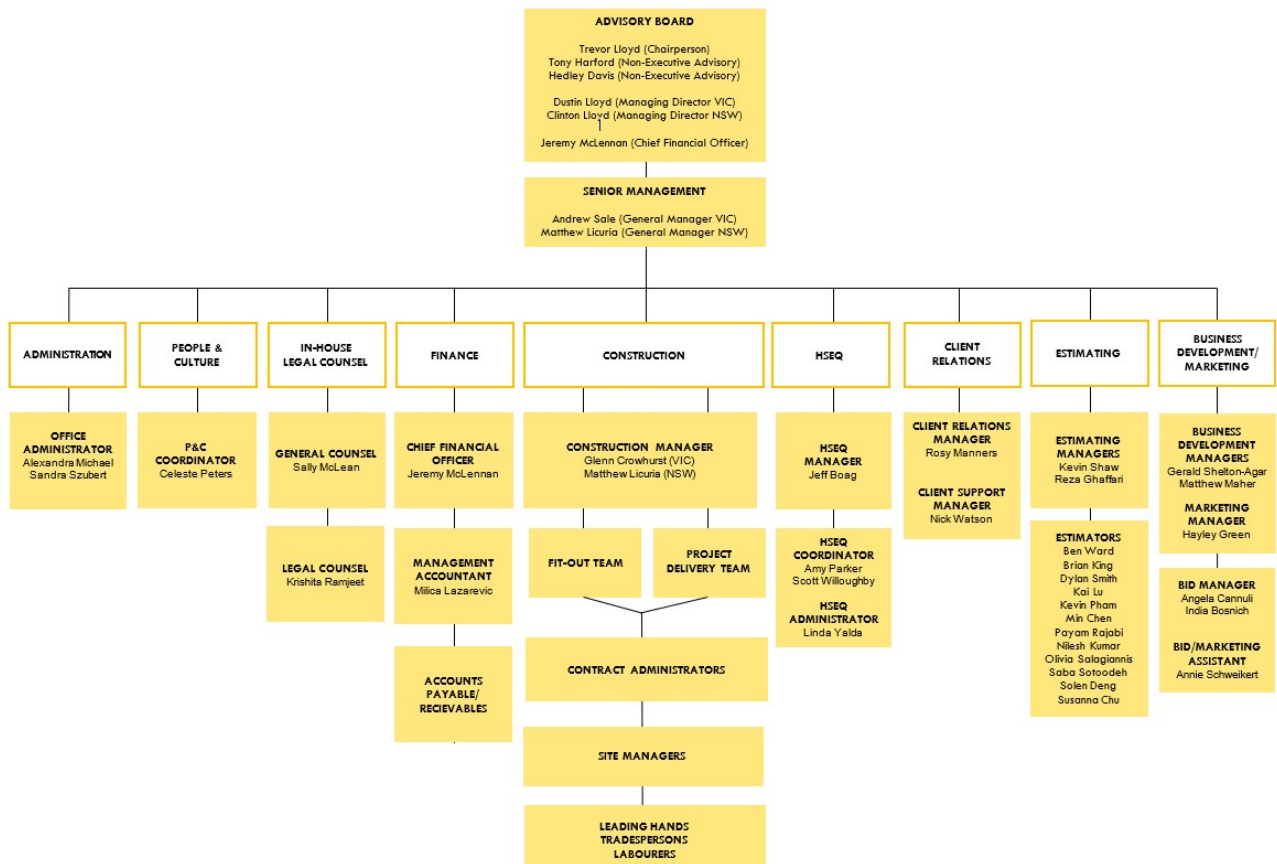 ADVISORY BOARD
Trevor Lloyd (Chairperson)
Tony Harford (Non-Executive Advisory)
Hedley Davis (Non-Executive Advisory)
Dustin Lloyd (Managing Director VIC)
Clinton Lloyd (Managing Director NSW)
Jeremy McLennan (Chief Financial Officer)
SENIOR MANAGEMENT
Andrew Sale (General Manager VIC)
Matthew Licuria (General Manager NSW)
ADMINISTRATION
PEOPLE &
CULTURE
IN-HOUSE
LEGAL COUNSEL
FINANCE
CONSTRUCTION
HSEQ
CLIENT
RELATIONS
ESTIMATING
BUSINESS
DEVELOPMENT/
MARKETING
OFFICE
ADMINISTRATOR
Alexandra Michael
Sandra Szubert
P&C
COORDINATOR
Celeste Peters
GENERAL COUNSEL
Sally McLean
LEGAL COUNSEL
Krishita Ramjeet
CHIEF FINANCIAL
OFFICER
Jeremy McLennan
MANAGEMENT
ACCOUNTANT
Milica Lazarevic
ACCOUNTS
PAYABLE/
RECIEVABLES
CONSTRUCTION MANAGER
Glenn Crowhurst (VIC)
Matthew Licuria (NSW)
FIT-OUT TEAM
PROJECT
DELIVERY TEAM
CONTRACT ADMINISTRATORS
SITE MANAGERS
LEADING HANDS
TRADESPERSONS
LABOURERS
HSEQ
MANAGER
Jeff Boag
HSEQ
COORDINATOR
Amy Parker
Scott Willoughby
HSEQ
ADMINISTRATOR
Linda Yalda
CLIENT RELATIONS
MANAGER
Rosy Manners
CLIENT SUPPORT
MANAGER
Nick Watson
ESTIMATING
MANAGERS
Kevin Shaw
Reza Ghaffari
ESTIMATORS
Ben Ward
Brian King
Dylan Smith
Kai Lu
Kevin Pham
Min Chen
Payam Rajabi
Nilesh Kumar
Olivia Salagiannis
Saba Sotoodeh
Solen Deng
Susanna Chu
BUSINESS
DEVELOPMENT
MANAGERS
Gerald Shelton-Agar
Matthew Maher
MARKETING
MANAGER
Hayley Green
BID MANAGER
Angela Cannuli
India Bosnich
BID/MARKETING
ASSISTANT
Annie Schweikert